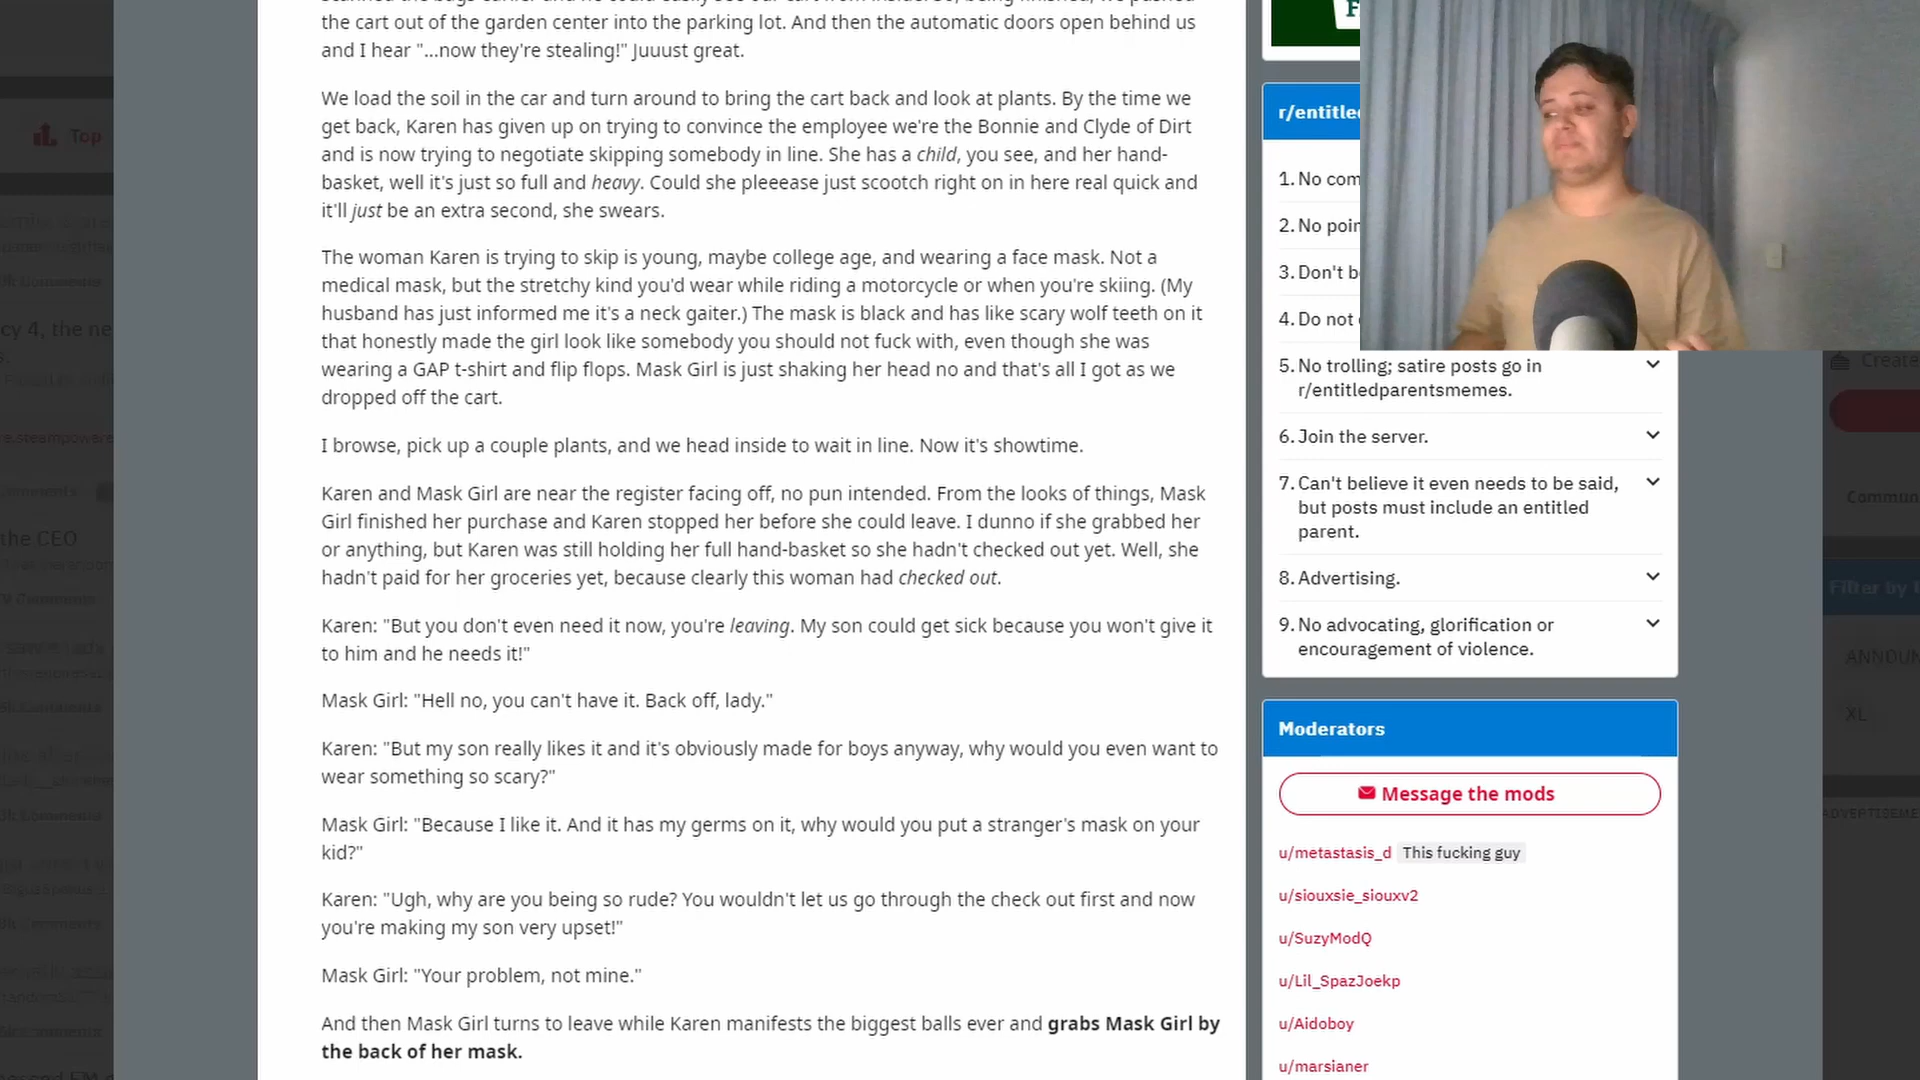 the cart out of the garden center into the parking lot. And then the automatic doors open behind us
and I hear "...now they're stealing!" Juuust great.
We load the soil in the car and turn around to bring the cart back and look at plants. By the time we
get back, Karen has given up on trying to convince the employee we're the Bonnie and Clyde of Dirt
and is now trying to negotiate skipping somebody in line. She has a child, you see, and her hand-
basket, well it's just so full and heavy. Could she pleeease just scootch right on in here real quick and
it'll just be an extra second, she swears.
The woman Karen is trying to skip is young, maybe college age, and wearing a face mask. Not a
medical mask, but the stretchy kind you'd wear while riding a motorcycle or when you're skiing. (My
husband has just informed me it's a neck gaiter.) The mask is black and has like scary wolf teeth on it
that honestly made the girl look like somebody you should not fuck with, even though she was
wearing a GAP t-shirt and flip flops. Mask Girl is just shaking her head no and that's all I got as we
dropped off the cart.
I browse, pick up a couple plants, and we head inside to wait in line. Now it's showtime.
Karen and Mask Girl are near the register facing off, no pun intended. From the looks of things, Mask
Girl finished her purchase and Karen stopped her before she could leave. I dunno if she grabbed her
or anything, but Karen was still holding her full hand-basket so she hadn't checked out yet. Well, she
hadn't paid for her groceries yet, because clearly this woman had checked out.
Karen: "But you don't even need it now, you're leaving. My son could get sick because you won't give it
to him and he needs it!"
Mask Girl: "Hell no, you can't have it. Back off, lady."
Karen: "But my son really likes it and it's obviously made for boys anyway, why would you even want to
wear something so scary?"
Mask Girl: "Because I like it. And it has my germs on it, why would you put a stranger's mask on your
kid?"
Karen: "Ugh, why are you being so rude? You wouldn't let us go through the check out first and now
you're making my son very upset!"
Mask Girl: "Your problem, not mine."
And then Mask Girl turns to leave while Karen manifests the biggest balls ever and grabs Mask Girl by
the back of her mask.
r/entitle
1. No com
2. No poin
3. Don't b
4. Do not
5. No trolling; satire posts go in
r/entitledparentsmemes.
6. Join the server.
7. Can't believe it even needs to be said,
but posts must include an entitled
parent.
8. Advertising.
9. No advocating, glorification or
encouragement of violence.
Moderators
Message the mods
u/metastasis_d This fucking guy
u/siouxsie_siouxv2
u/SuzyModQ
u/Lil_SpazJoekp
u/Aidoboy
u/marsianer
Top
cy 4, the ne
the CEO
Create
Commun
Filter by
ANNOUN
XL
ADVERTISEME